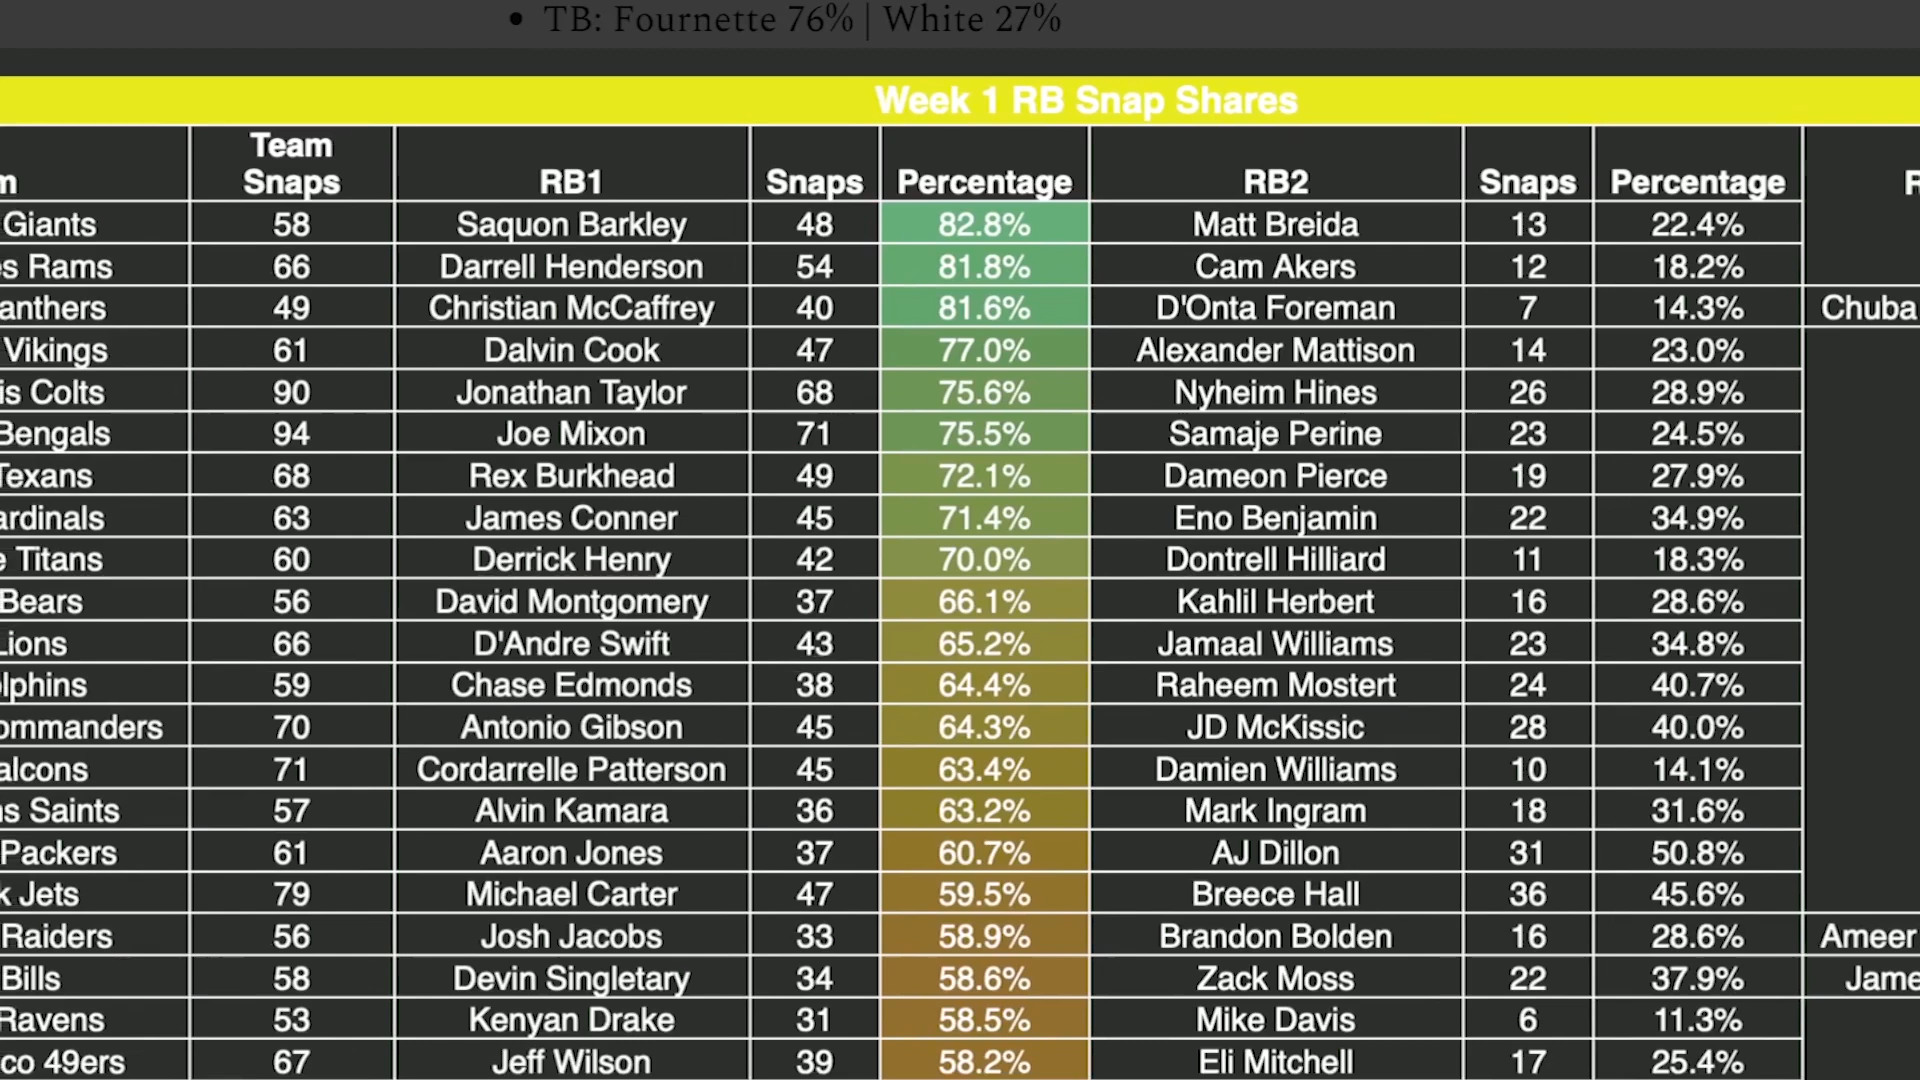 • TB: Fournette 76% | White 27%
Week 1 RB Snap Shares
m Team Snaps RB1 Snaps Percentage RB2 Snaps Percentage R
Giants 58 Saquon Barkley 48 82.8% Matt Breida 13 22.4%
es Rams 66 Darrell Henderson 54 81.8% Cam Akers 12 18.2%
anthers 49 Christian McCaffrey 40 81.6% D'Onta Foreman 7 14.3% Chuba
Vikings 61 Dalvin Cook 47 77.0% Alexander Mattison 14 23.0%
is Colts 90 Jonathan Taylor 68 75.6% Nyheim Hines 26 28.9%
Bengals 94 Joe Mixon 71 75.5% Samaje Perine 23 24.5%
Texans 68 Rex Burkhead 49 72.1% Dameon Pierce 19 27.9%
ardinals 63 James Conner 45 71.4% Eno Benjamin 22 34.9%
e Titans 60 Derrick Henry 42 70.0% Dontrell Hilliard 11 18.3%
Bears 56 David Montgomery 37 66.1% Kahlil Herbert 16 28.6%
Lions 66 D'Andre Swift 43 65.2% Jamaal Williams 23 34.8%
olphins 59 Chase Edmonds 38 64.4% Raheem Mostert 24 40.7%
ommanders 70 Antonio Gibson 45 64.3% JD McKissic 28 40.0%
alcons 71 Cordarrelle Patterson 45 63.4% Damien Williams 10 14.1%
ns Saints 57 Alvin Kamara 36 63.2% Mark Ingram 18 31.6%
Packers 61 Aaron Jones 37 60.7% AJ Dillon 31 50.8%
k Jets 79 Michael Carter 47 59.5% Breece Hall 36 45.6%
Raiders 56 Josh Jacobs 33 58.9% Brandon Bolden 16 28.6% Ameer
Bills 58 Devin Singletary 34 58.6% Zack Moss 22 37.9% Jame
Ravens 53 Kenyan Drake 31 58.5% Mike Davis 6 11.3%
co 49ers 67 Jeff Wilson 39 58.2% Eli Mitchell 17 25.4%